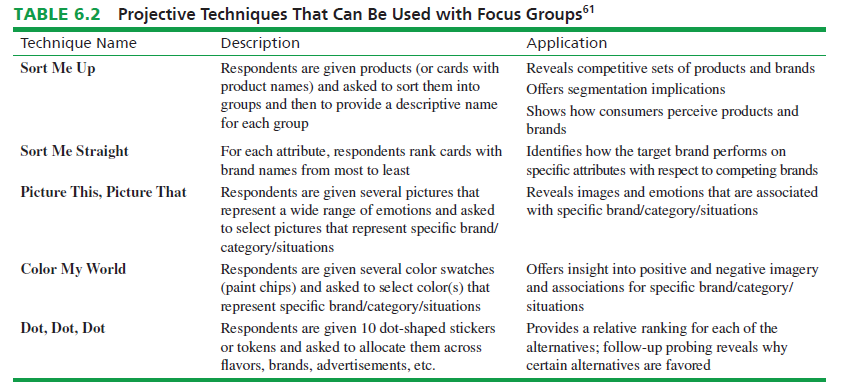 TABLE 6.2 Projective Techniques That Can Be Used with Focus Groups61
Technique Name Description Application
Sort Me Up Respondents are given products (or cards with Reveals competitive sets of products and brands
product names) and asked to sort them into Offers segmentation implications
groups and then to provide a descriptive name Shows how consumers perceive products and
for each group brands
Sort Me Straight For each attribute, respondents rank cards with Identifies how the target brand performs on
brand names from most to least specific attributes with respect to competing brands
Picture This, Picture That Respondents are given several pictures that Reveals images and emotions that are associated
represent a wide range of emotions and asked with specific brand/category/situations
to select pictures that represent specific brand/
category/situations
Color My World Respondents are given several color swatches Offers insight into positive and negative imagery
(paint chips) and asked to select color(s) that and associations for specific brand/category/
represent specific brand/category/situations situations
Dot, Dot, Dot Respondents are given 10 dot-shaped stickers Provides a relative ranking for each of the
or tokens and asked to allocate them across alternatives; follow-up probing reveals why
flavors, brands, advertisements, etc. certain alternatives are favored